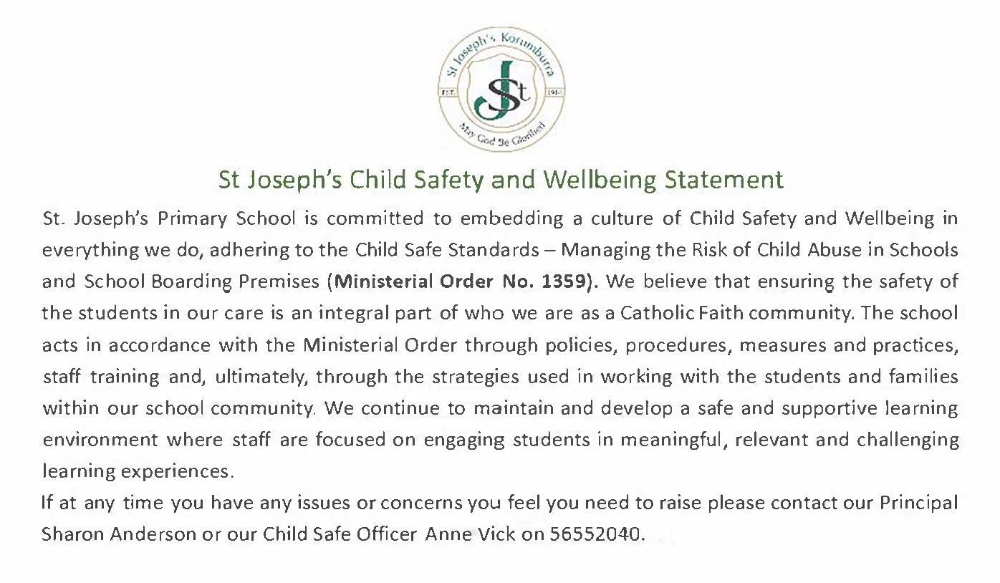 St Joseph's Korumburra
EST. 1914
JSt
May God Be Glorified
St Joseph’s Child Safety and Wellbeing Statement
St. Joseph’s Primary School is committed to embedding a culture of Child Safety and Wellbeing in
everything we do, adhering to the Child Safe Standards – Managing the Risk of Child Abuse in Schools
and School Boarding Premises (Ministerial Order No. 1359). We believe that ensuring the safety of
the students in our care is an integral part of who we are as a Catholic Faith community. The school
acts in accordance with the Ministerial Order through policies, procedures, measures and practices,
staff training and, ultimately, through the strategies used in working with the students and families
within our school community. We continue to maintain and develop a safe and supportive learning
environment where staff are focused on engaging students in meaningful, relevant and challenging
learning experiences.
If at any time you have any issues or concerns you feel you need to raise please contact our Principal
Sharon Anderson or our Child Safe Officer Anne Vick on 56552040.